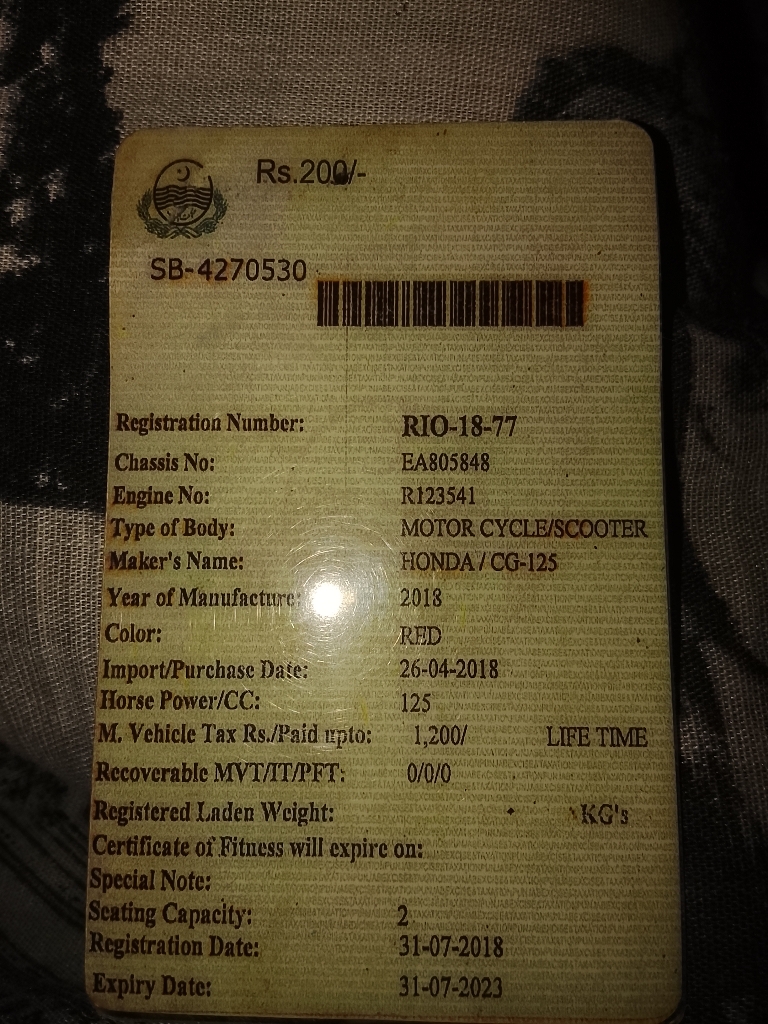 Rs.200/-
SB-4270530
Registration Number: RIO-18-77
Chassis No: EA805848
Engine No: R123541
Type of Body: MOTOR CYCLE/SCOOTER
Maker's Name: HONDA / CG-125
Year of Manufacture: 2018
Color: RED
Import/Purchase Date: 26-04-2018
Horse Power/CC: 125
M. Vehicle Tax Rs./Paid upto: 1,200/ LIFE TIME
Recoverable MVT/IT/PFT: 0/0/0
Registered Laden Weight: KG's
Certificate of Fitness will expire on:
Special Note:
Seating Capacity: 2
Registration Date: 31-07-2018
Expiry Date: 31-07-2023